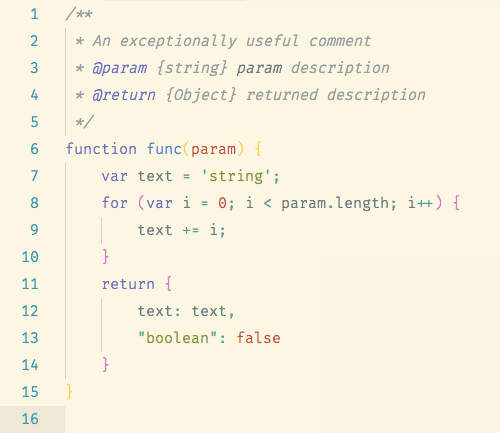 1 /**
2  * An exceptionally useful comment
3  * @param {string} param description
4  * @return {Object} returned description
5  */
6 function func(param) {
7     var text = 'string';
8     for (var i = 0; i < param.length; i++) {
9         text += i;
10     }
11     return {
12         text: text,
13         "boolean": false
14     }
15 }
16